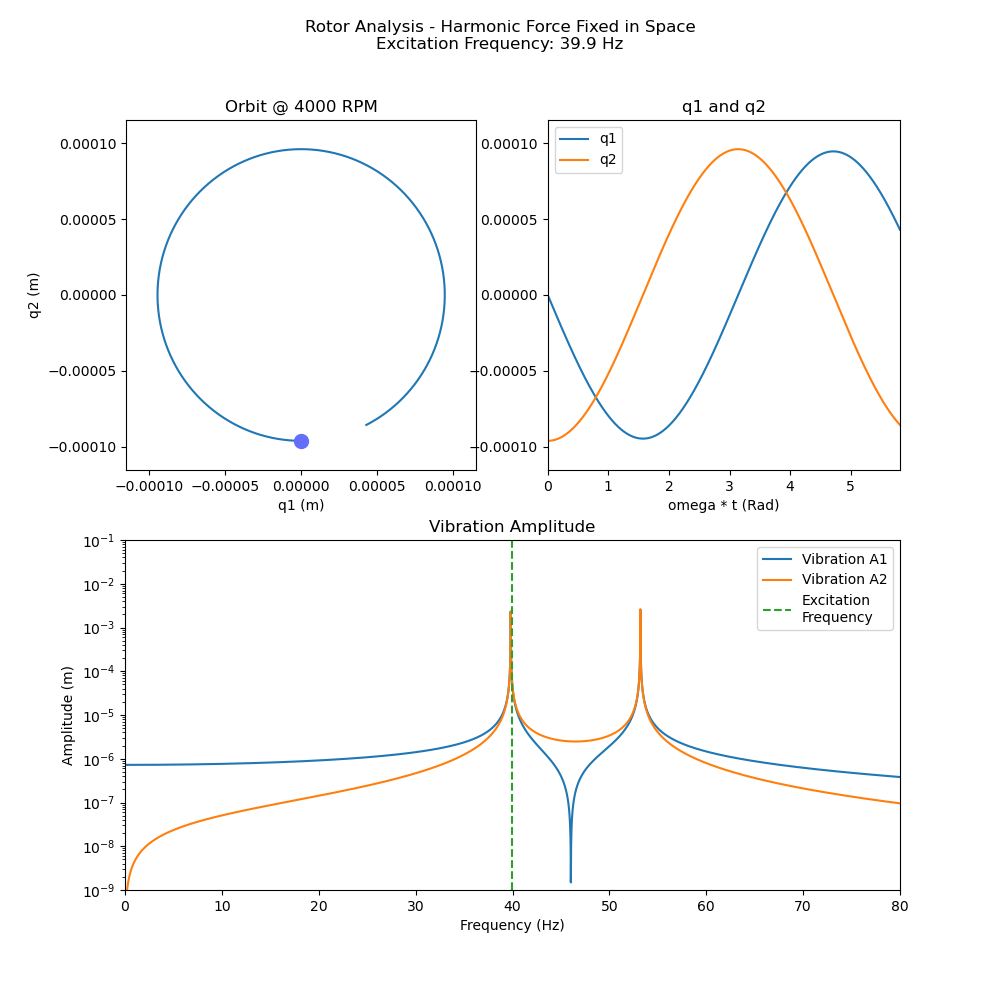 Rotor Analysis - Harmonic Force Fixed in Space
Excitation Frequency: 39.9 Hz
Orbit @ 4000 RPM
q2 (m)
0.00010
0.00005
0.00000
−0.00005
−0.00010
−0.00010 −0.00005 0.00000 0.00005 0.00010
q1 (m)
q1 and q2
q1
q2
0.00010
0.00005
0.00000
−0.00005
−0.00010
0 1 2 3 4 5
omega * t (Rad)
Vibration Amplitude
Amplitude (m)
10⁻¹
10⁻²
10⁻³
10⁻⁴
10⁻⁵
10⁻⁶
10⁻⁷
10⁻⁸
10⁻⁹
Vibration A1
Vibration A2
Excitation
Frequency
0 10 20 30 40 50 60 70 80
Frequency (Hz)